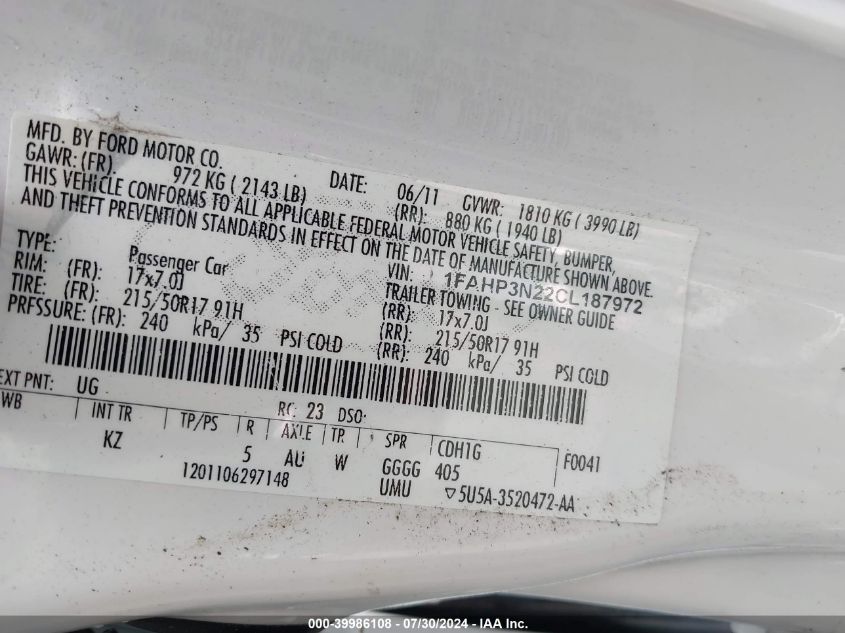 MFD. BY FORD MOTOR CO.
DATE: 06/11 GVWR: 1810 KG ( 3990 LB)
GAWR: (FR) 972 KG ( 2143 LB) (RR): 880 KG ( 1940 LB)
THIS VEHICLE CONFORMS TO ALL APPLICABLE FEDERAL MOTOR VEHICLE SAFETY, BUMPER,
AND THEFT PREVENTION STANDARDS IN EFFECT ON THE DATE OF MANUFACTURE SHOWN ABOVE.
VIN: 1FAHP3N22CL187972
TYPE: Passenger Car TRAILER TOWING - SEE OWNER GUIDE
RIM: (FR): 17x7.0J (RR): 17x7.0J
TIRE: (FR): 215/50R17 91H (RR): 215/50R17 91H
PRFSSURE: (FR): 240 kPa/ 35 PSI COLD (RR): 240 kPa/ 35 PSI COLD
EXT PNT: UG RC: 23 DSO:
WB INT TR TP/PS R AXLE TR SPR CDH1G F0041
KZ 5 AU W GGGG 405
1201106297148 UMU ▽5U5A-3520472-AA
000-39986108 - 07/30/2024 - IAA Inc.